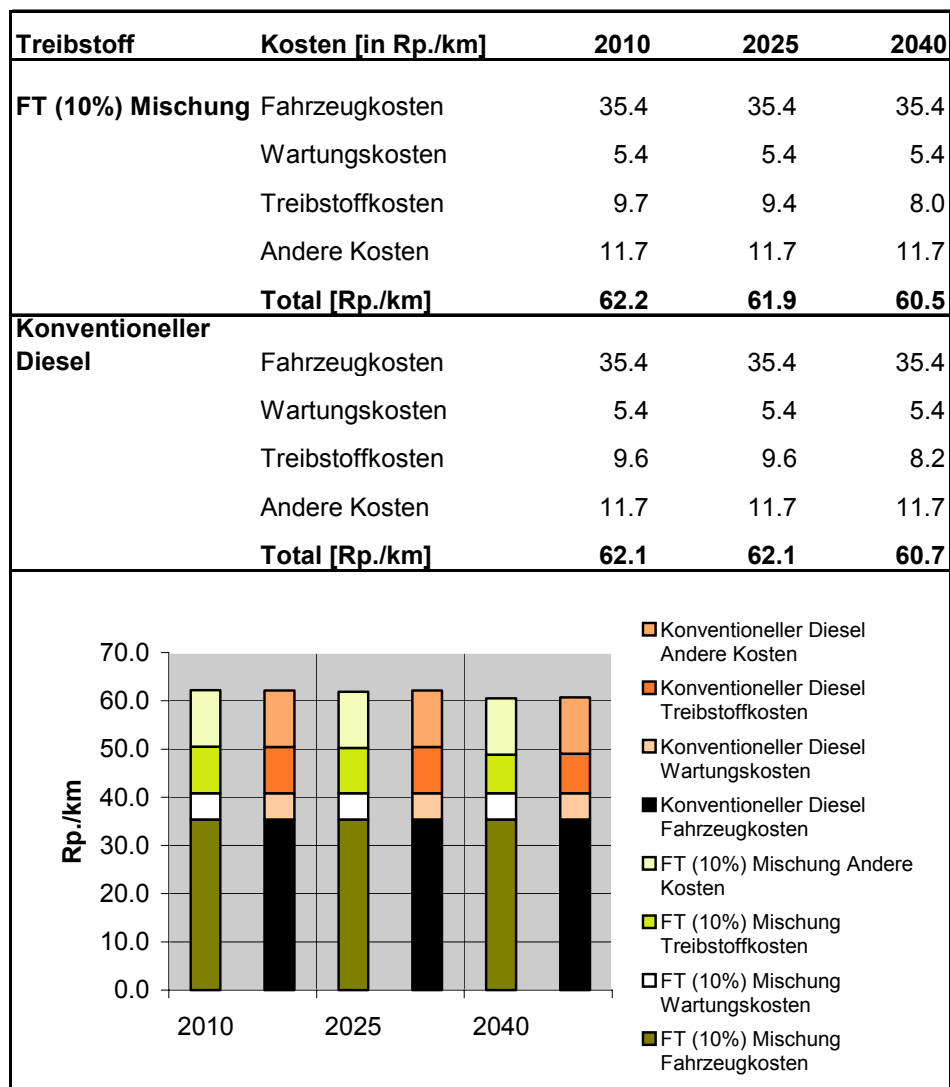 Treibstoff Kosten [in Rp./km] 2010 2025 2040
FT (10%) Mischung Fahrzeugkosten 35.4 35.4 35.4
Wartungskosten 5.4 5.4 5.4
Treibstoffkosten 9.7 9.4 8.0
Andere Kosten 11.7 11.7 11.7
Total [Rp./km] 62.2 61.9 60.5
Konventioneller
Diesel Fahrzeugkosten 35.4 35.4 35.4
Wartungskosten 5.4 5.4 5.4
Treibstoffkosten 9.6 9.6 8.2
Andere Kosten 11.7 11.7 11.7
Total [Rp./km] 62.1 62.1 60.7
Rp./km
70.0
60.0
50.0
40.0
30.0
20.0
10.0
0.0
2010 2025 2040
Konventioneller Diesel
Andere Kosten
Konventioneller Diesel
Treibstoffkosten
Konventioneller Diesel
Wartungskosten
Konventioneller Diesel
Fahrzeugkosten
FT (10%) Mischung Andere
Kosten
FT (10%) Mischung
Treibstoffkosten
FT (10%) Mischung
Wartungskosten
FT (10%) Mischung
Fahrzeugkosten